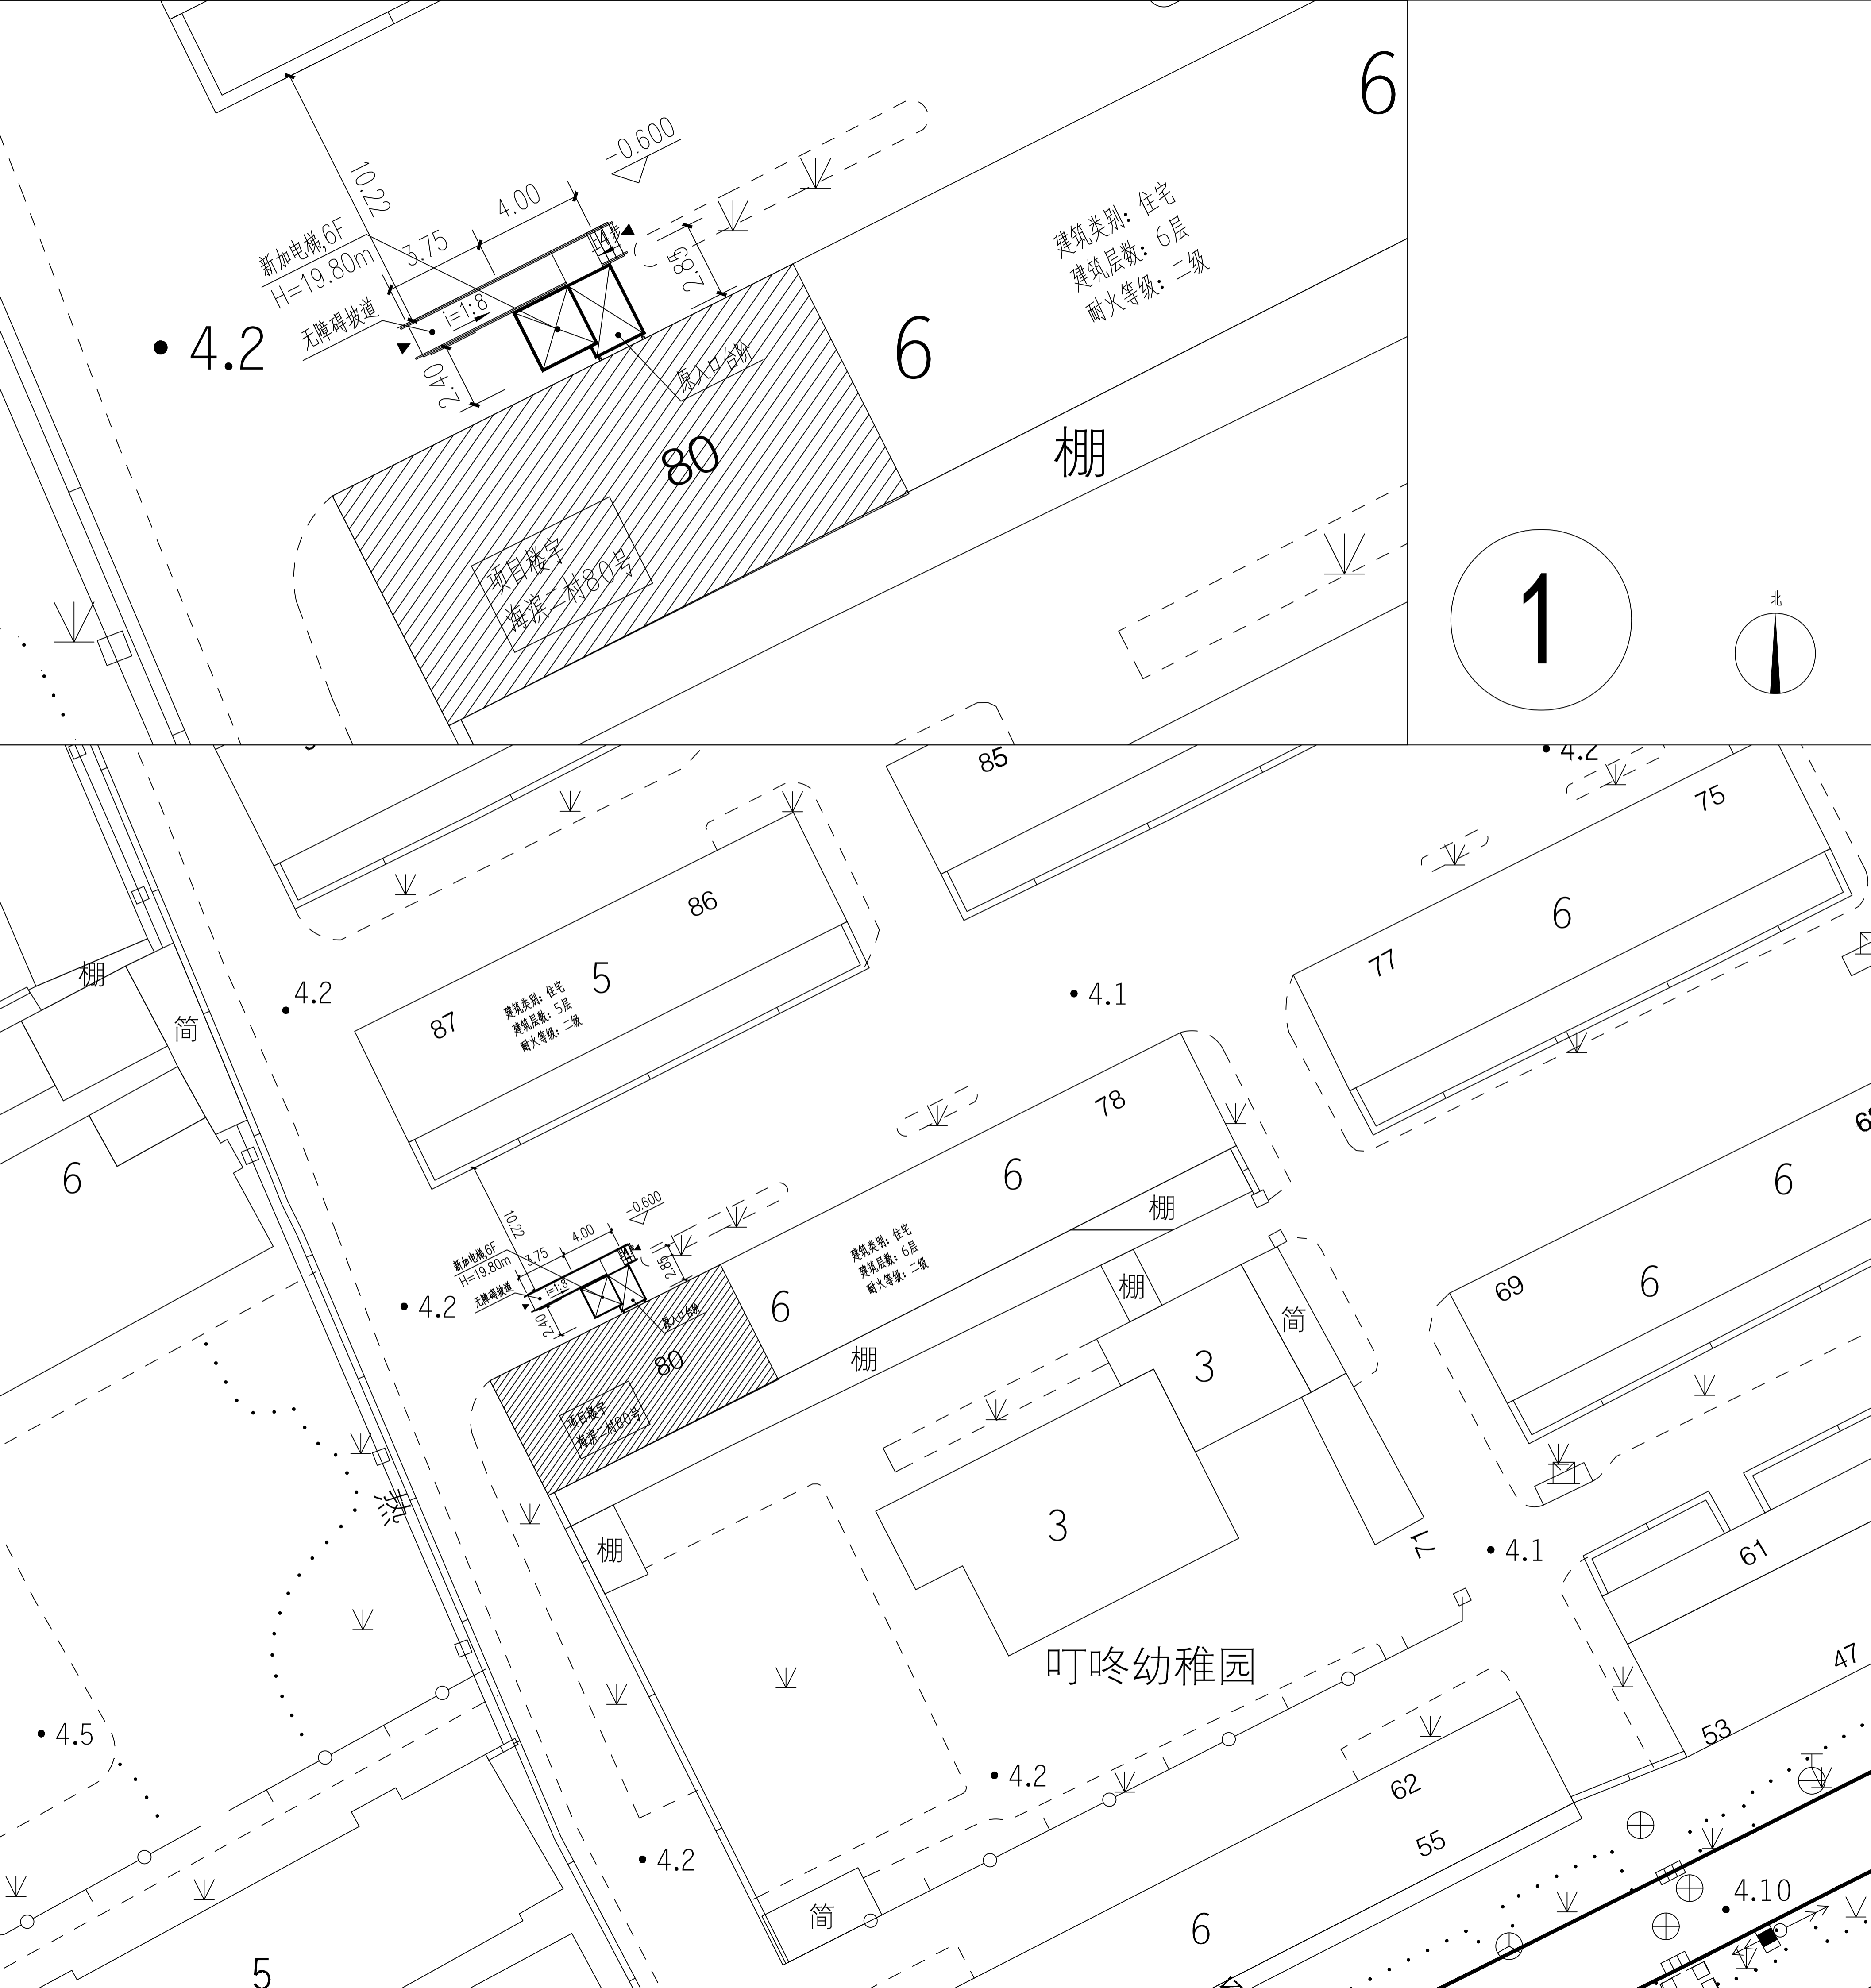 6
-0.600
10.22
4.00
新加电梯,6F
H=19.80m
3.75
建筑类别：住宅
建筑层数：6层
耐火等级：二级
2.85
i=1:8
无障碍坡道
4.2
6
原入口台阶
2.40
80
棚
项目楼宇
海滨二村80号
1
北
85
4.2
75
86
6
77
棚
4.2
5
4.1
87
建筑类别：住宅
建筑层数：5层
耐火等级：二级
简
78
6
6
6
棚
-0.600
10.22
4.00
新加电梯,6F
H=19.80m
3.75
建筑类别：住宅
建筑层数：6层
耐火等级：二级
2.85
无障碍坡道
i=1:8
4.2
2.40
原入口台阶
6
棚
69
6
简
80
棚
3
项目楼宇
海滨二村80号
热
3
棚
71
4.1
61
叮咚幼稚园
47
4.5
53
4.2
62
55
4.2
4.10
简
6
5